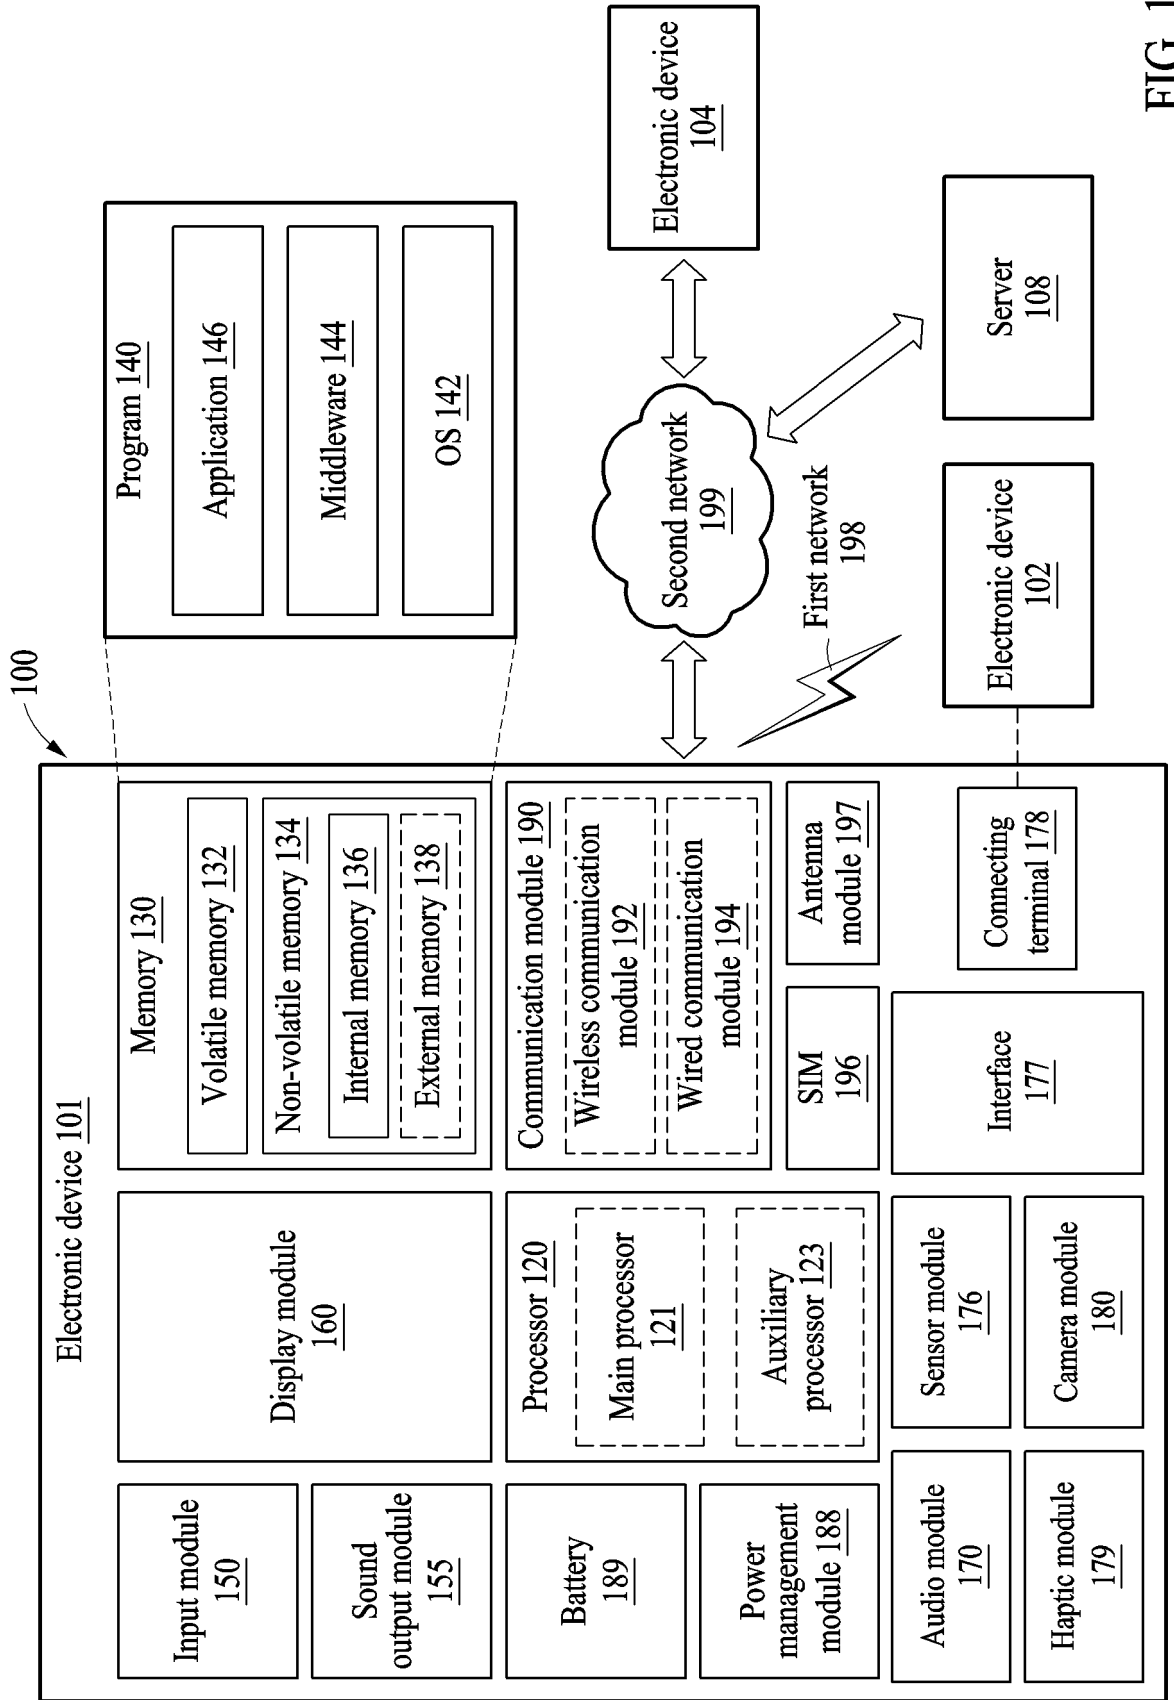 100
Electronic device 101
Input module
150
Sound
output module
155
Battery
189
Power
management
module 188
Audio module
170
Haptic module
179
Display module
160
Processor 120
Main processor
121
Auxiliary
processor 123
Sensor module
176
Camera module
180
Memory 130
Volatile memory 132
Non-volatile memory 134
Internal memory 136
External memory 138
Communication module 190
Wireless communication
module 192
Wired communication
module 194
SIM
196
Antenna
module 197
Interface
177
Connecting
terminal 178
Program 140
Application 146
Middleware 144
OS 142
Second network
199
First network
198
Electronic device
104
Electronic device
102
Server
108
FIG. 1